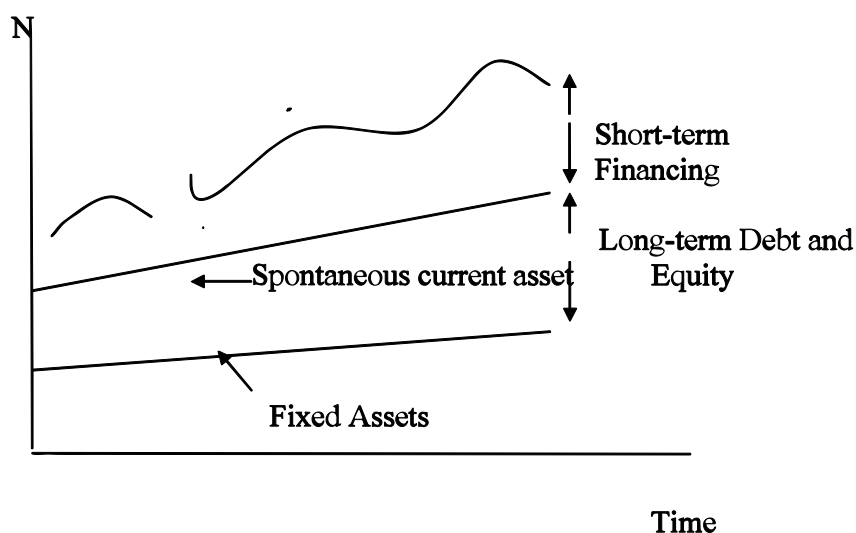 N
Short-term
Financing
Long-term Debt and
Equity
Spontaneous current asset
Fixed Assets
Time